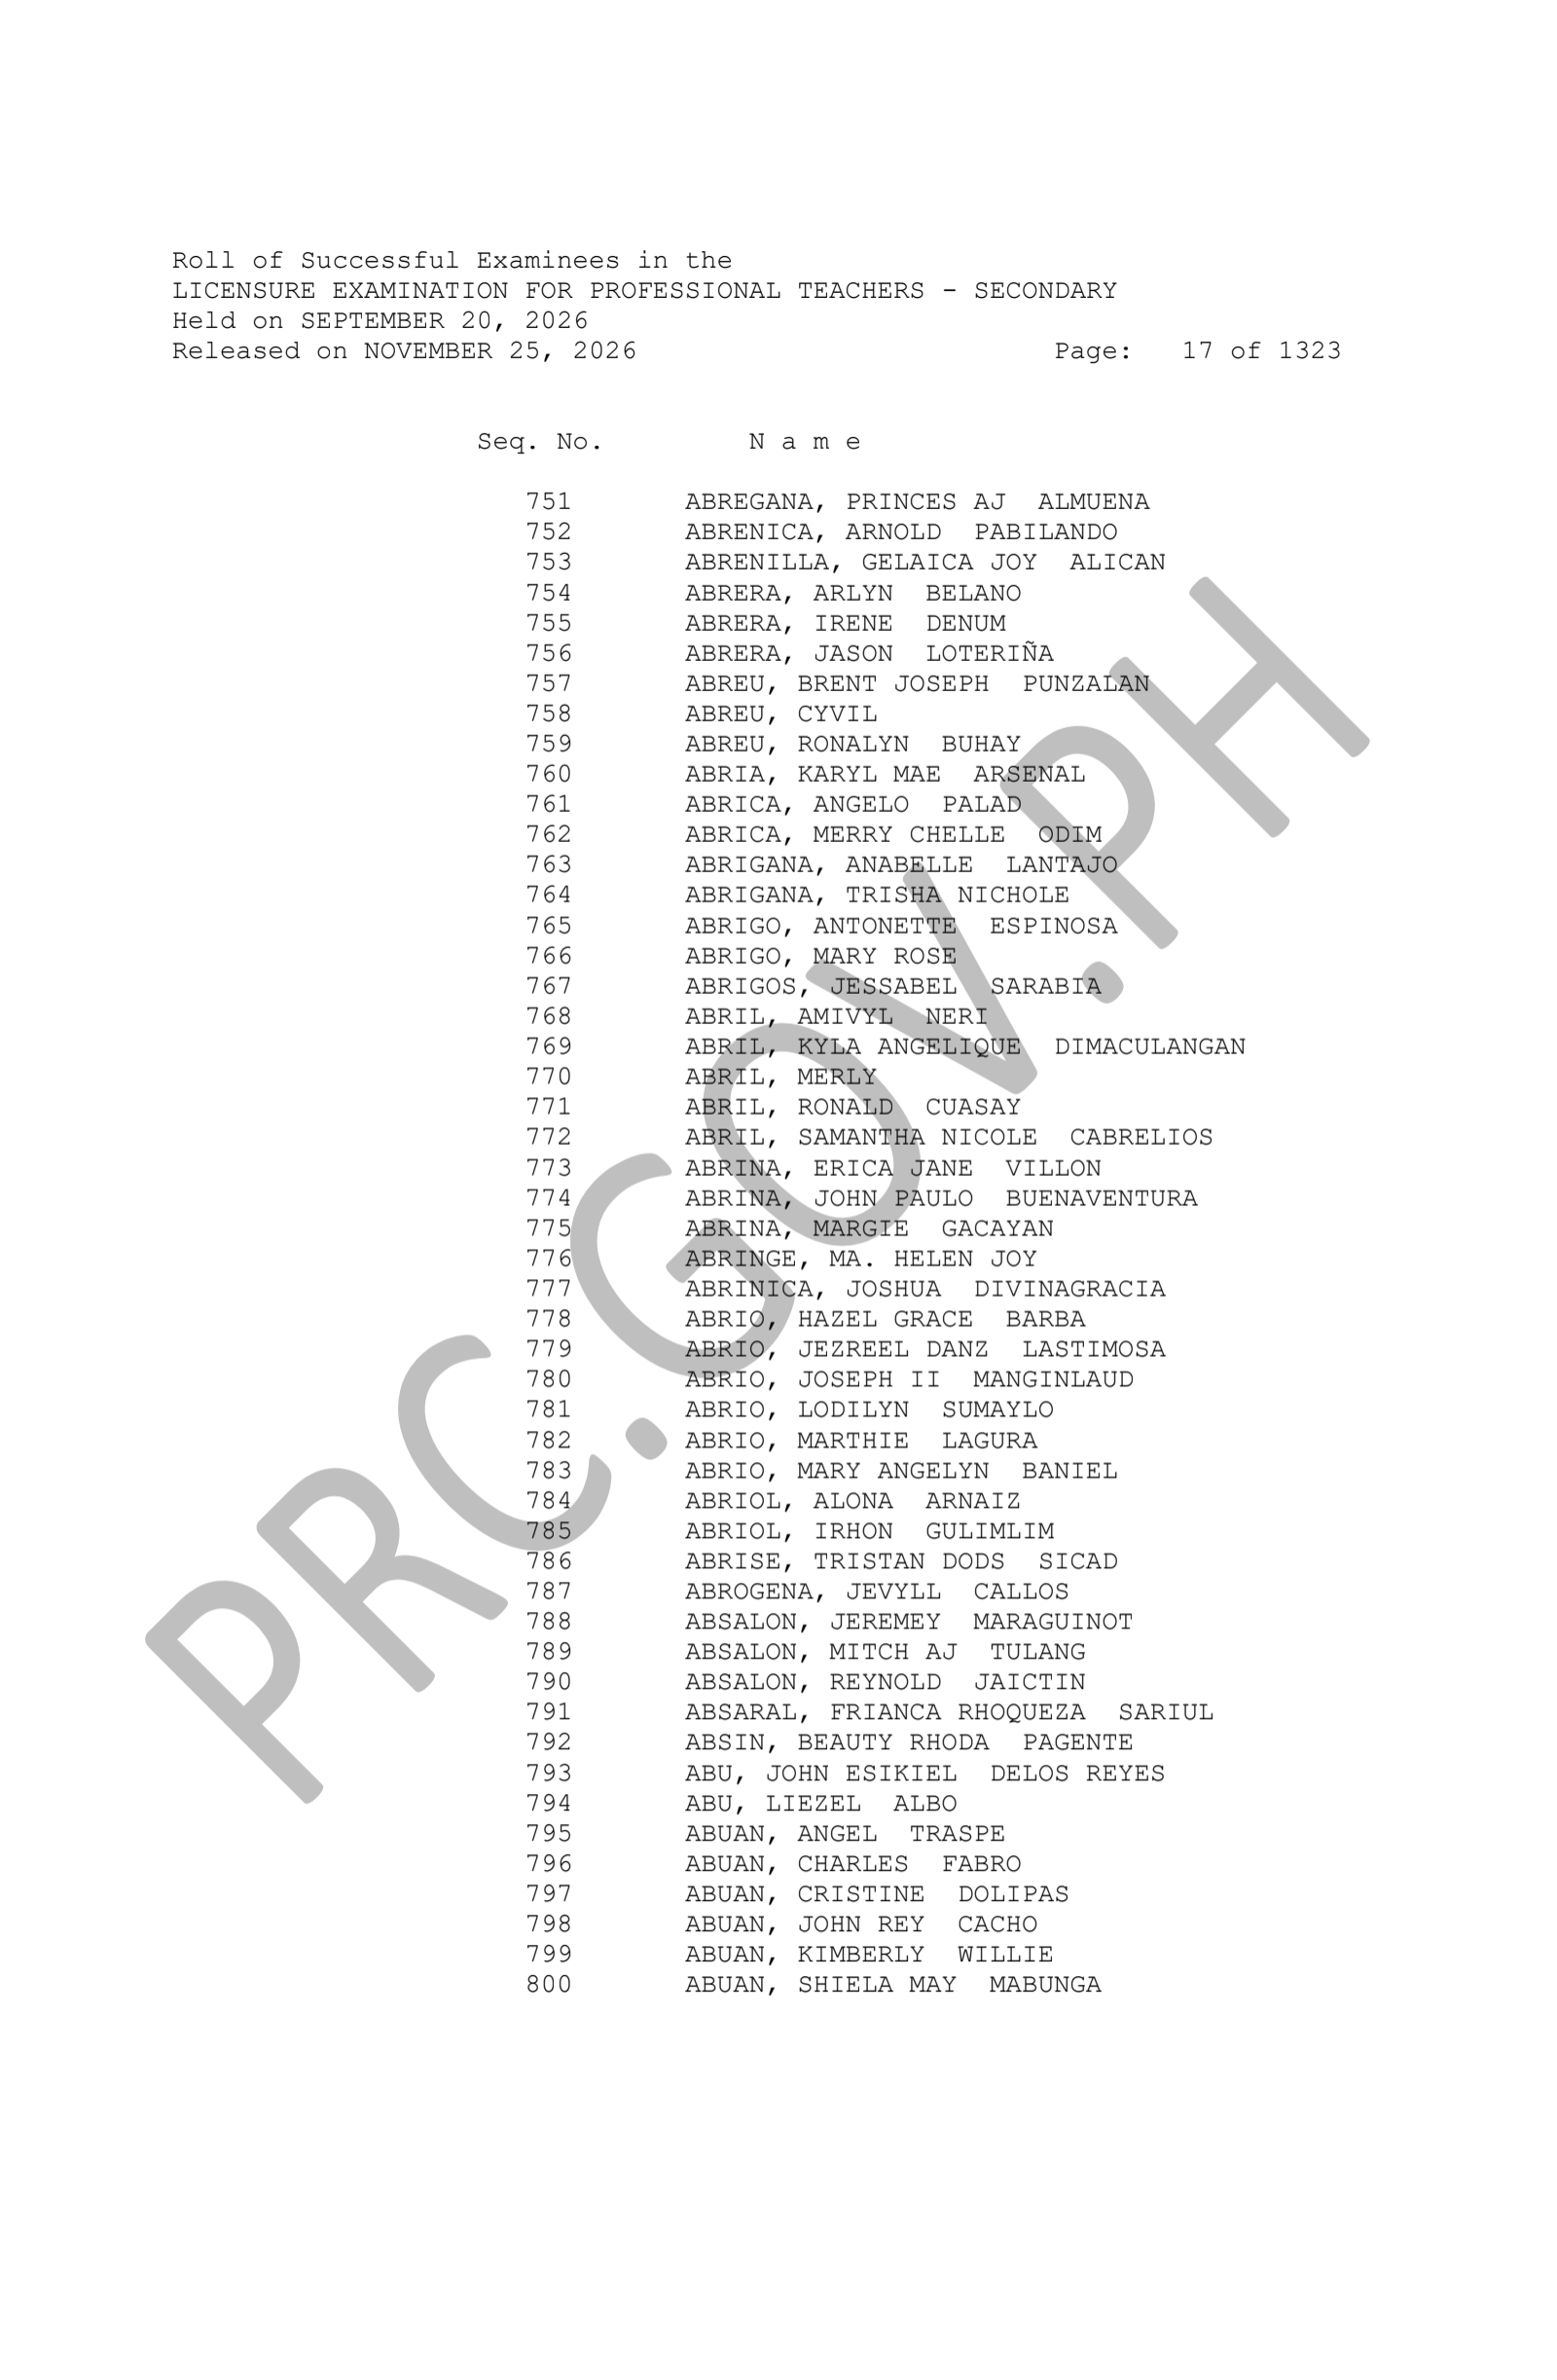 Roll of Successful Examinees in the
LICENSURE EXAMINATION FOR PROFESSIONAL TEACHERS - SECONDARY
Held on SEPTEMBER 20, 2026
Released on NOVEMBER 25, 2026 Page: 17 of 1323
Seq. No. N a m e
751 ABREGANA, PRINCES AJ ALMUENA
752 ABRENICA, ARNOLD PABILANDO
753 ABRENILLA, GELAICA JOY ALICAN
754 ABRERA, ARLYN BELANO
755 ABRERA, IRENE DENUM
756 ABRERA, JASON LOTERIÑA
757 ABREU, BRENT JOSEPH PUNZALAN
758 ABREU, CYVIL
759 ABREU, RONALYN BUHAY
760 ABRIA, KARYL MAE ARSENAL
761 ABRICA, ANGELO PALAD
762 ABRICA, MERRY CHELLE ODIM
763 ABRIGANA, ANABELLE LANTAJO
764 ABRIGANA, TRISHA NICHOLE
765 ABRIGO, ANTONETTE ESPINOSA
766 ABRIGO, MARY ROSE
767 ABRIGOS, JESSABEL SARABIA
768 ABRIL, AMIVYL NERI
769 ABRIL, KYLA ANGELIQUE DIMACULANGAN
770 ABRIL, MERLY
771 ABRIL, RONALD CUASAY
772 ABRIL, SAMANTHA NICOLE CABRELIOS
773 ABRINA, ERICA JANE VILLON
774 ABRINA, JOHN PAULO BUENAVENTURA
775 ABRINA, MARGIE GACAYAN
776 ABRINGE, MA. HELEN JOY
777 ABRINICA, JOSHUA DIVINAGRACIA
778 ABRIO, HAZEL GRACE BARBA
779 ABRIO, JEZREEL DANZ LASTIMOSA
780 ABRIO, JOSEPH II MANGINLAUD
781 ABRIO, LODILYN SUMAYLO
782 ABRIO, MARTHIE LAGURA
783 ABRIO, MARY ANGELYN BANIEL
784 ABRIOL, ALONA ARNAIZ
785 ABRIOL, IRHON GULIMLIM
786 ABRISE, TRISTAN DODS SICAD
787 ABROGENA, JEVYLL CALLOS
788 ABSALON, JEREMEY MARAGUINOT
789 ABSALON, MITCH AJ TULANG
790 ABSALON, REYNOLD JAICTIN
791 ABSARAL, FRIANCA RHOQUEZA SARIUL
792 ABSIN, BEAUTY RHODA PAGENTE
793 ABU, JOHN ESIKIEL DELOS REYES
794 ABU, LIEZEL ALBO
795 ABUAN, ANGEL TRASPE
796 ABUAN, CHARLES FABRO
797 ABUAN, CRISTINE DOLIPAS
798 ABUAN, JOHN REY CACHO
799 ABUAN, KIMBERLY WILLIE
800 ABUAN, SHIELA MAY MABUNGA
PRC.GOV.PH